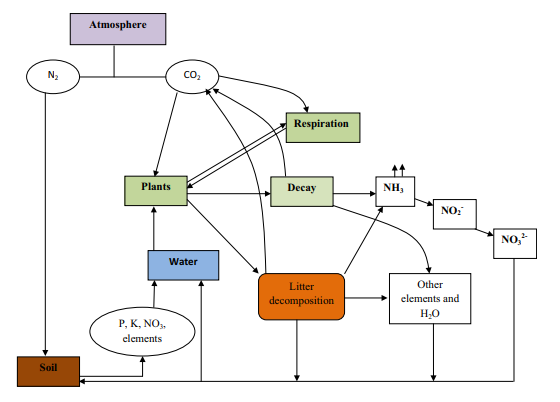 Atmosphere
N₂
CO₂
Respiration
Plants
Decay
NH₃
NO₂⁻
NO₃²⁻
Water
Litter
decomposition
Other
elements and
H₂O
P, K, NO₃,
elements
Soil